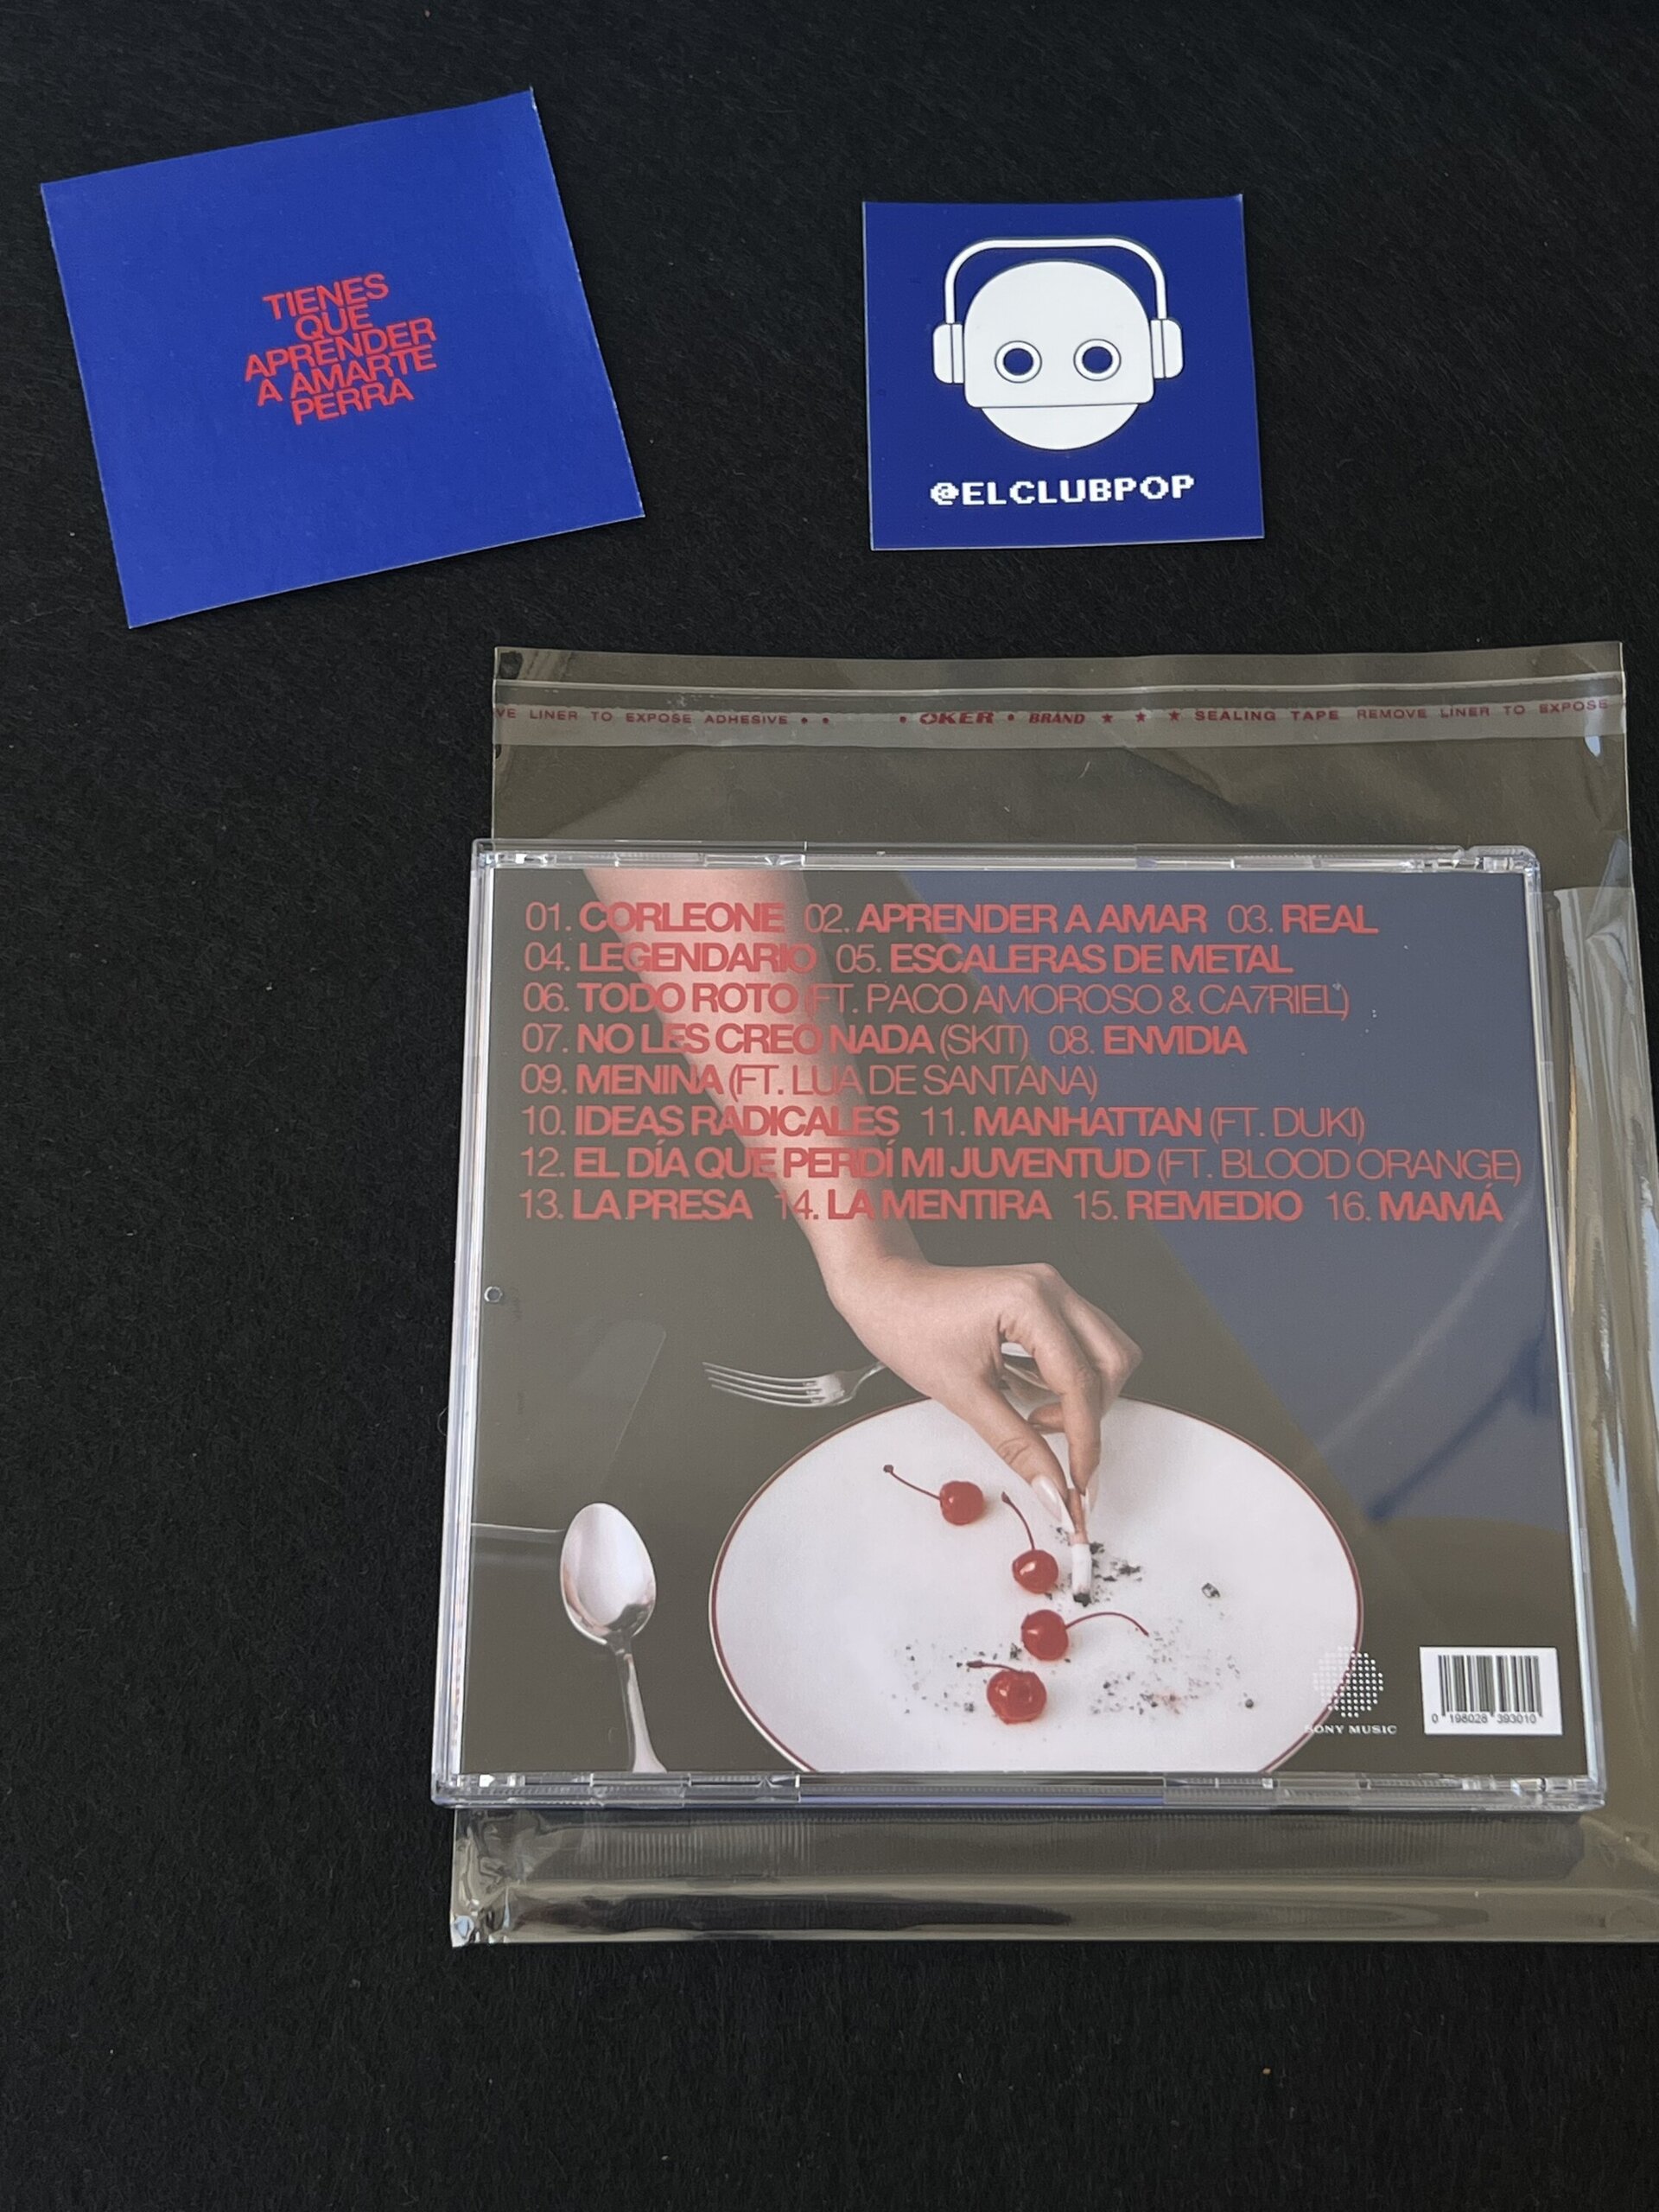 TIENES
QUE
APRENDER
A AMARTE
PERRA
@ELCLUBPOP
LINER TO EXPOSE ADHESIVE • • • OKER • BRAND ★ ★ ★ SEALING TAPE REMOVE LINER TO EXPOSE
01. CORLEONE 02. APRENDER A AMAR 03. REAL
04. LEGENDARIO 05. ESCALERAS DE METAL
06. TODO ROTO (FT. PACO AMOROSO & CA7RIEL)
07. NO LES CREO NADA (SKIT) 08. ENVIDIA
09. MENINA (FT. LUA DE SANTANA)
10. IDEAS RADICALES 11. MANHATTAN (FT. DUKI)
12. EL DÍA QUE PERDÍ MI JUVENTUD (FT. BLOOD ORANGE)
13. LA PRESA 14. LA MENTIRA 15. REMEDIO 16. MAMÁ
SONY MUSIC
0 198028 393010